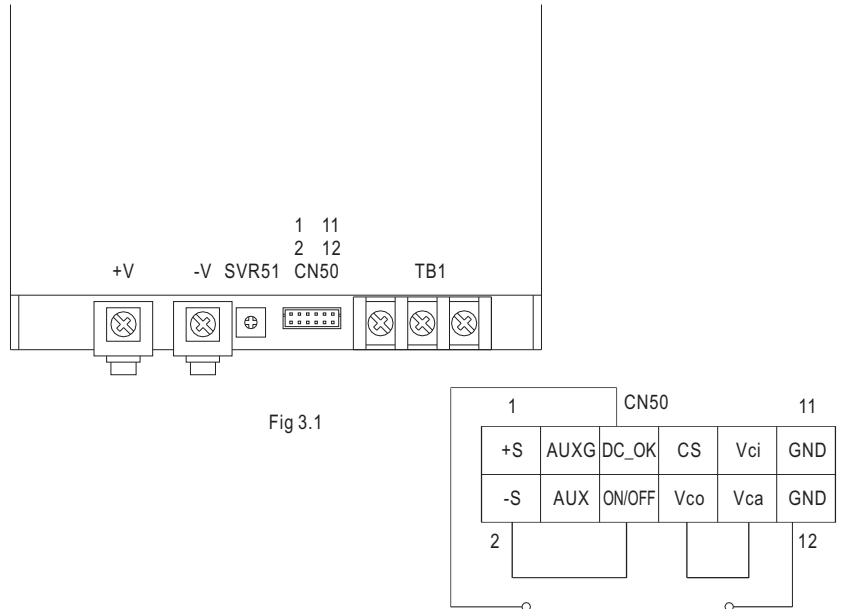 1 11
2 12
+V -V SVR51 CN50 TB1
Fig 3.1
1 CN50 11
+S AUXG DC_OK CS Vci GND
-S AUX ON/OFF Vco Vca GND
2 12